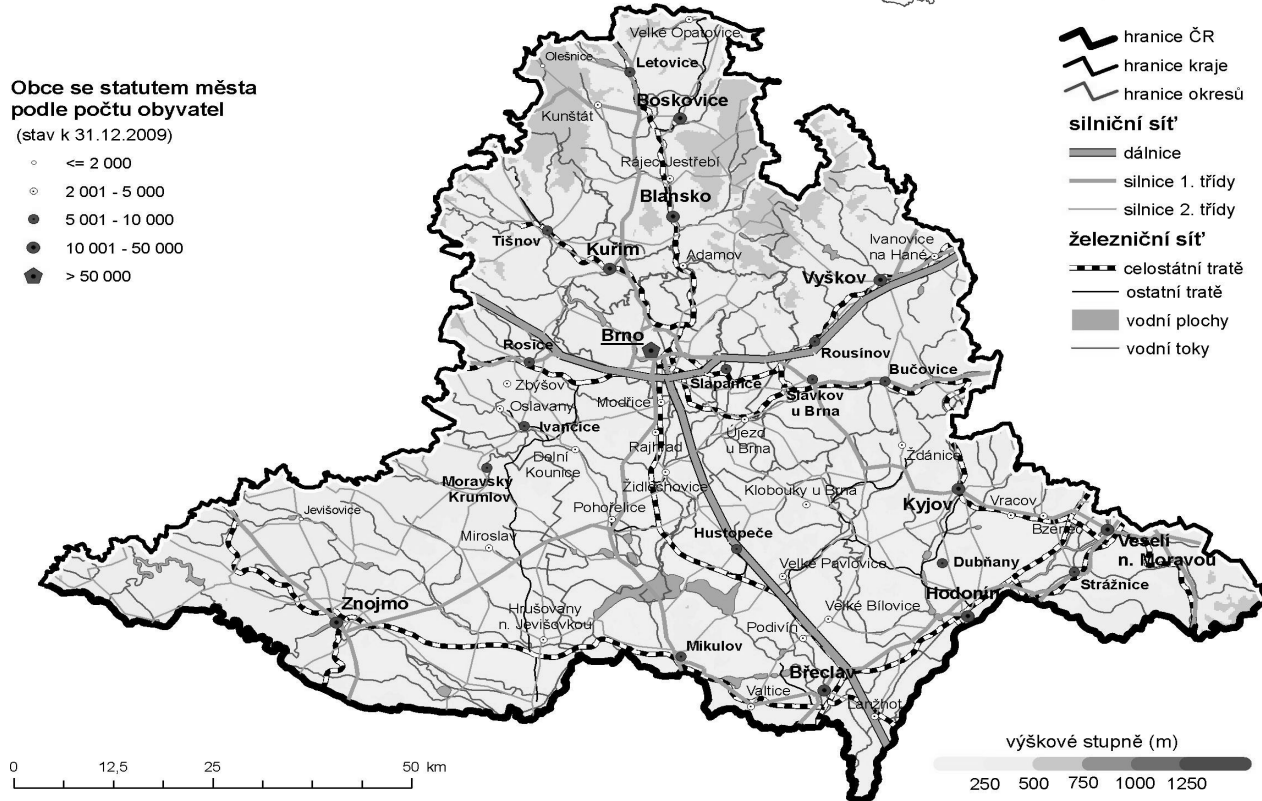 Obce se statutem města
podle počtu obyvatel
(stav k 31.12.2009)
<= 2 000
2 001 - 5 000
5 001 - 10 000
10 001 - 50 000
> 50 000
hranice ČR
hranice kraje
hranice okresů
silniční síť
dálnice
silnice 1. třídy
silnice 2. třídy
železniční síť
celostátní tratě
ostatní tratě
vodní plochy
vodní toky
Velké Opatovice
Olešnice
Letovice
Boskovice
Kunštát
Rájec Jestřebí
Blansko
Tišnov
Kuřim
Adamov
Ivanovice
na Hané
Vyškov
Brno
Rosice
Rousínov
Zbyšov
Šlapanice
Bučovice
Slavkov
u Brna
Oslavany
Modřice
Ivančice
Rajhrad
Újezd
u Brna
Dolní
Kounice
Ždánice
Moravský
Krumlov
Židlochovice
Klobouky u Brna
Kyjov
Vracov
Jevišovice
Pohořelice
Bzenec
Miroslav
Hustopeče
Veselí
n. Moravou
Dubňany
Strážnice
Velké Pavlovice
Hodonín
Znojmo
Hrušovany
n. Jevišovkou
Velké Bílovice
Podivín
Mikulov
Břeclav
Valtice
Lanžhot
0 12,5 25 50 km
výškové stupně (m)
250 500 750 1000 1250